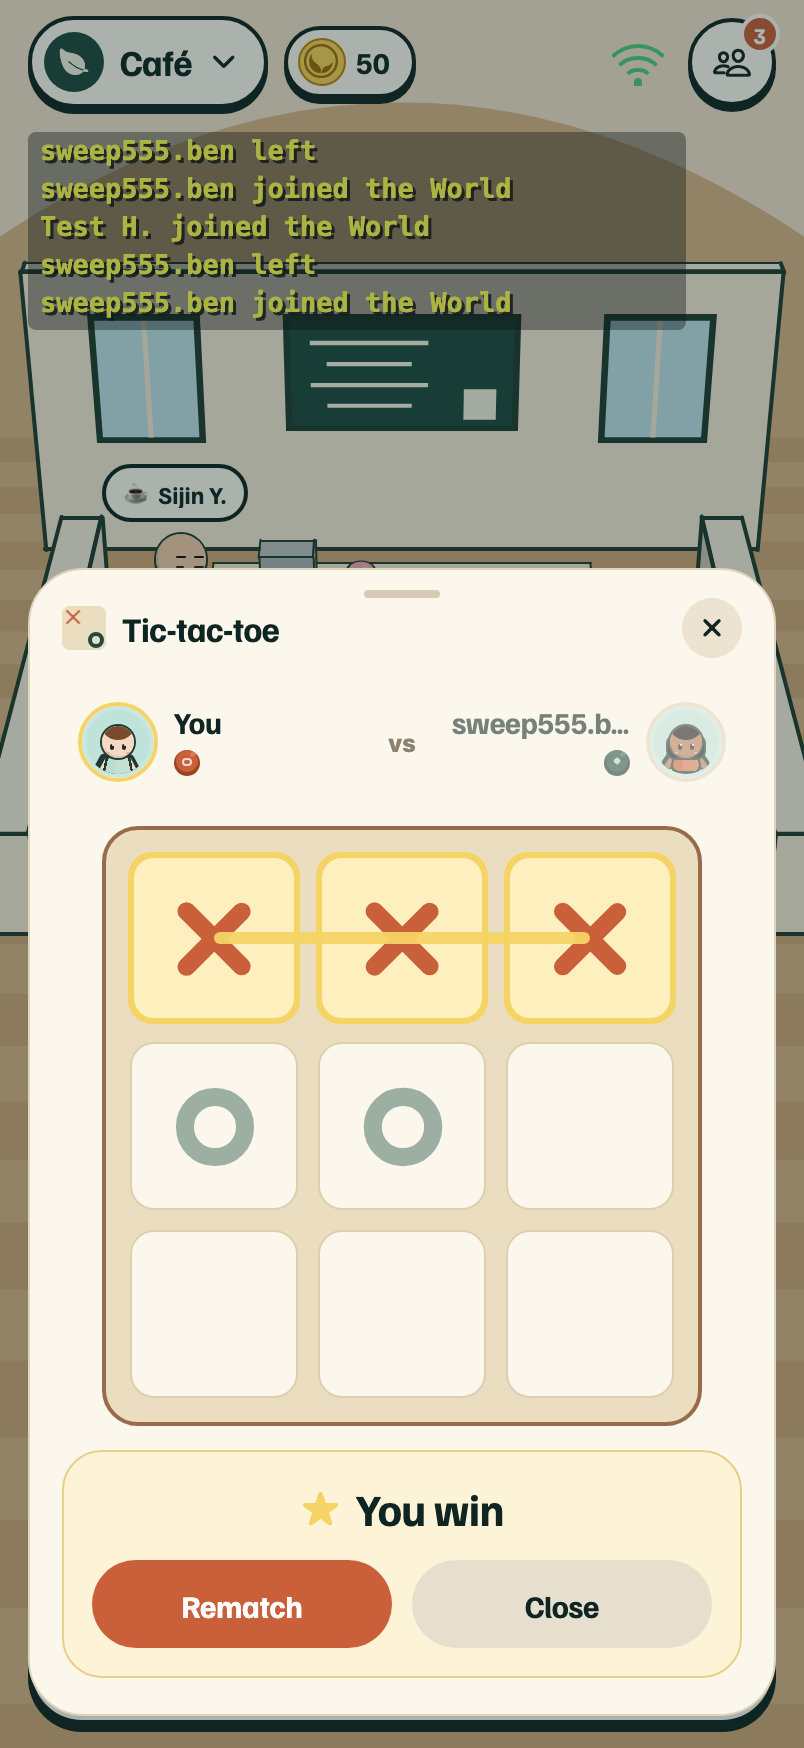 Café
50
3
sweep555.ben left
sweep555.ben joined the World
Test H. joined the World
sweep555.ben left
sweep555.ben joined the World
☕ Sijin Y.
Tic-tac-toe
You
vs
sweep555.b...
You win
Rematch
Close